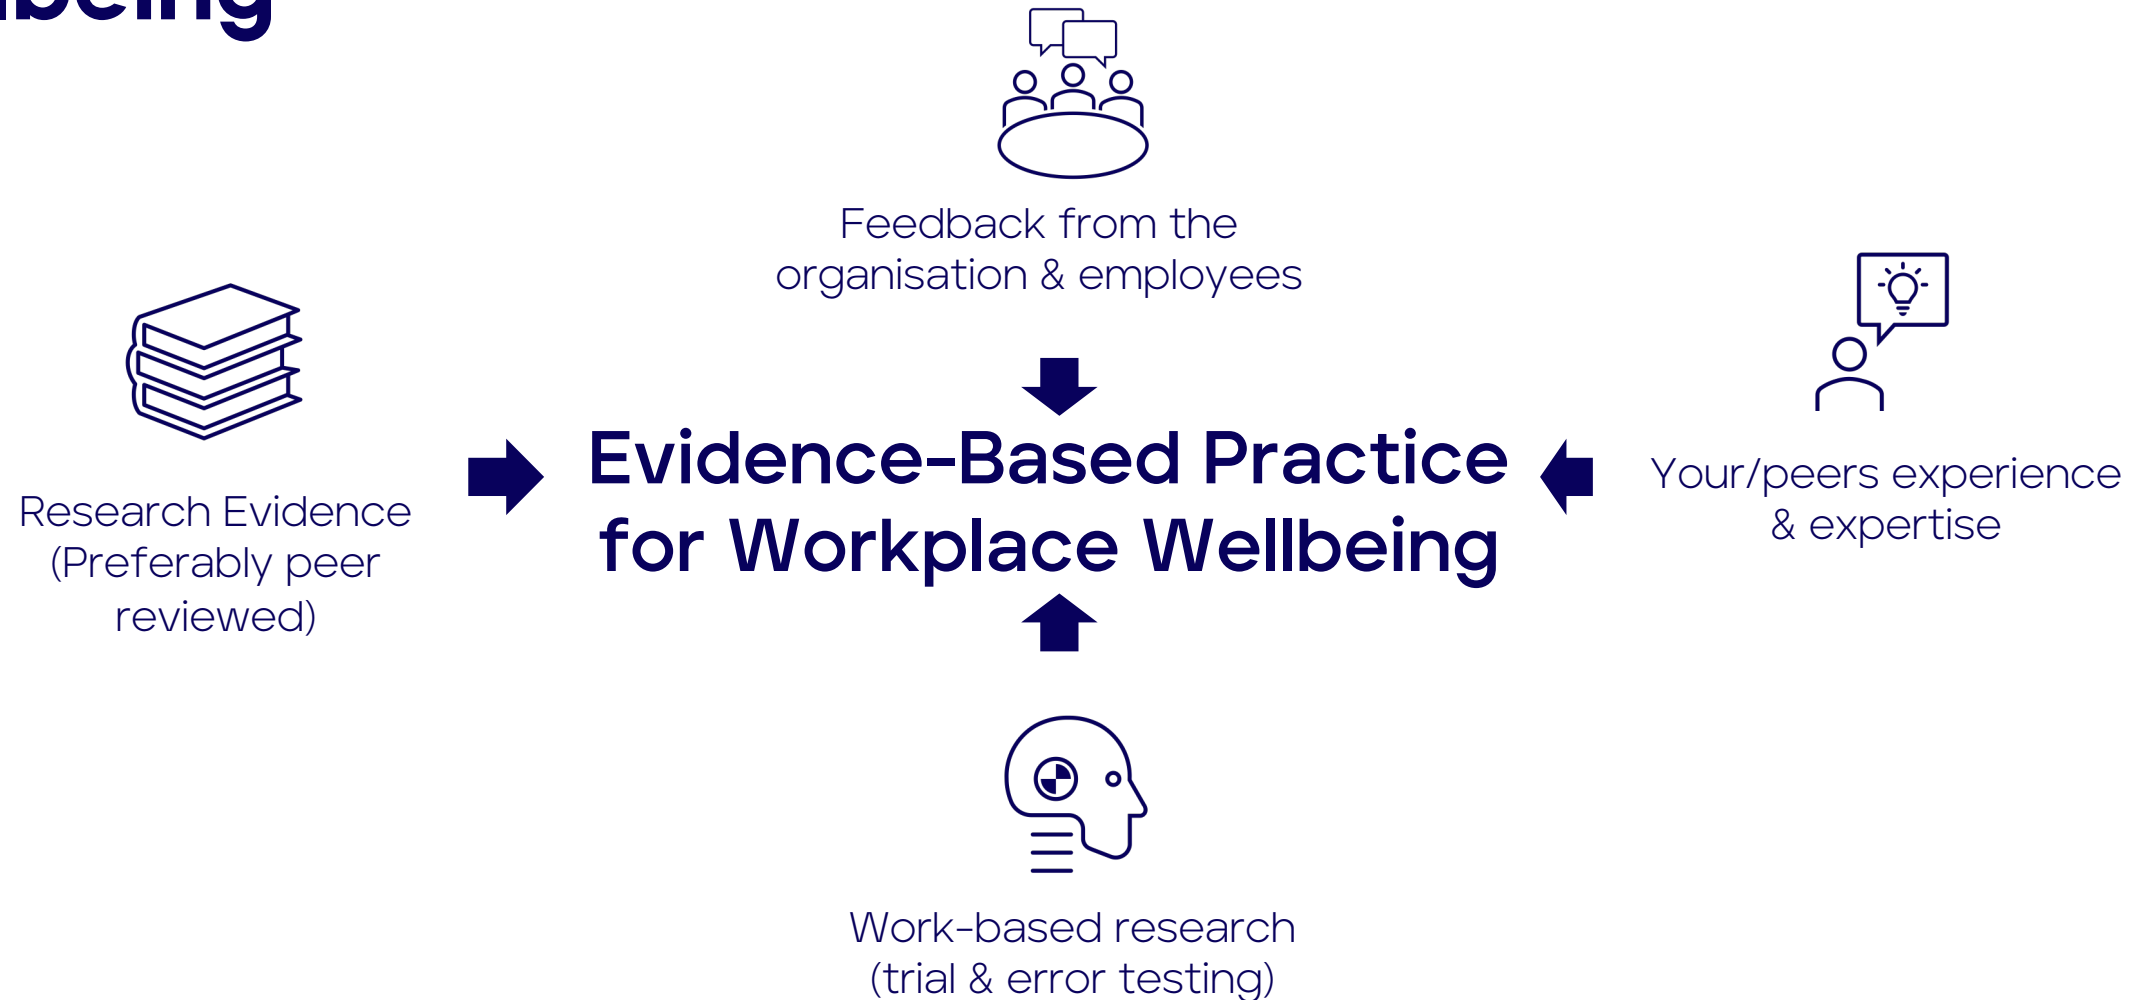 Feedback from the
organisation & employees
Research Evidence
(Preferably peer
reviewed)
Evidence-Based Practice
for Workplace Wellbeing
Your/peers experience
& expertise
Work-based research
(trial & error testing)